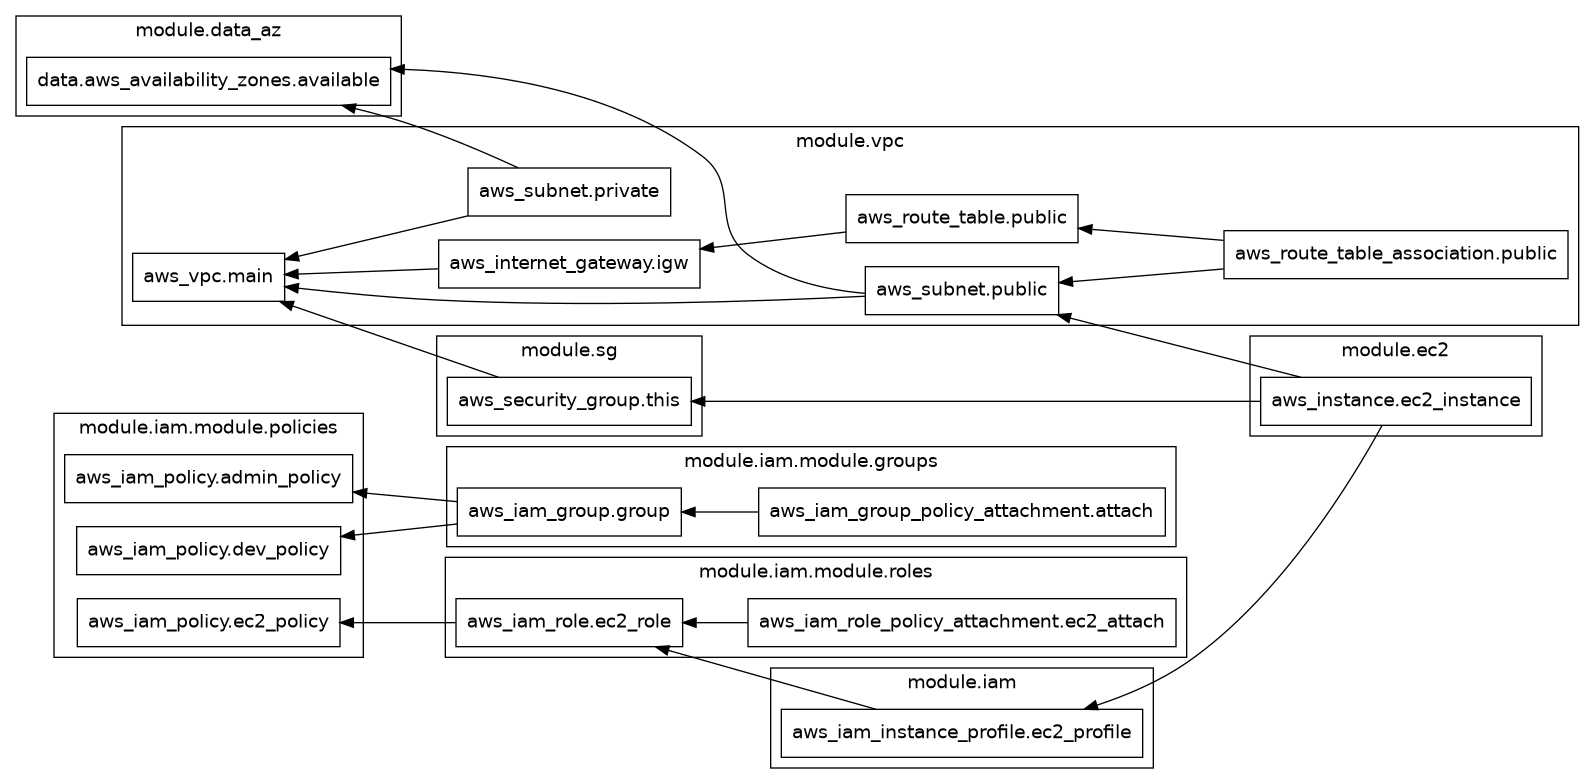 module.data_az
data.aws_availability_zones.available
module.vpc
aws_subnet.private
aws_route_table.public
aws_route_table_association.public
aws_internet_gateway.igw
aws_vpc.main
aws_subnet.public
module.sg
aws_security_group.this
module.ec2
aws_instance.ec2_instance
module.iam.module.policies
aws_iam_policy.admin_policy
aws_iam_policy.dev_policy
aws_iam_policy.ec2_policy
module.iam.module.groups
aws_iam_group.group
aws_iam_group_policy_attachment.attach
module.iam.module.roles
aws_iam_role.ec2_role
aws_iam_role_policy_attachment.ec2_attach
module.iam
aws_iam_instance_profile.ec2_profile